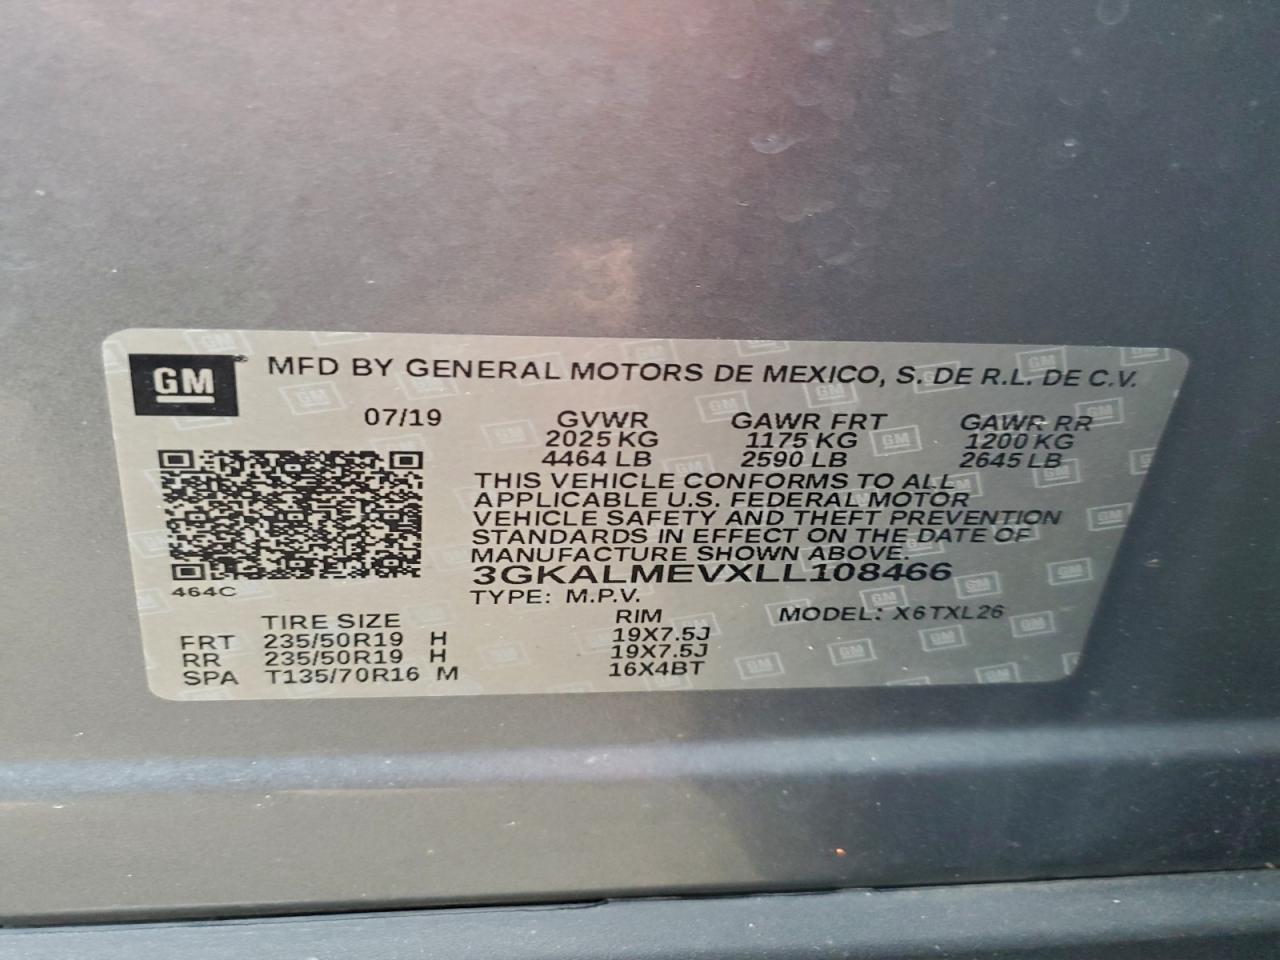 GM
MFD BY GENERAL MOTORS DE MEXICO, S. DE R.L. DE C.V.
07/19 GVWR GAWR FRT GAWR RR
2025 KG 1175 KG 1200 KG
4464 LB 2590 LB 2645 LB
THIS VEHICLE CONFORMS TO ALL
APPLICABLE U.S. FEDERAL MOTOR
VEHICLE SAFETY AND THEFT PREVENTION
STANDARDS IN EFFECT ON THE DATE OF
MANUFACTURE SHOWN ABOVE.
3GKALMEVXLL108466
464C
TYPE: M.P.V. MODEL: X6TXL26
TIRE SIZE RIM
FRT 235/50R19 H 19X7.5J
RR 235/50R19 H 19X7.5J
SPA T135/70R16 M 16X4BT